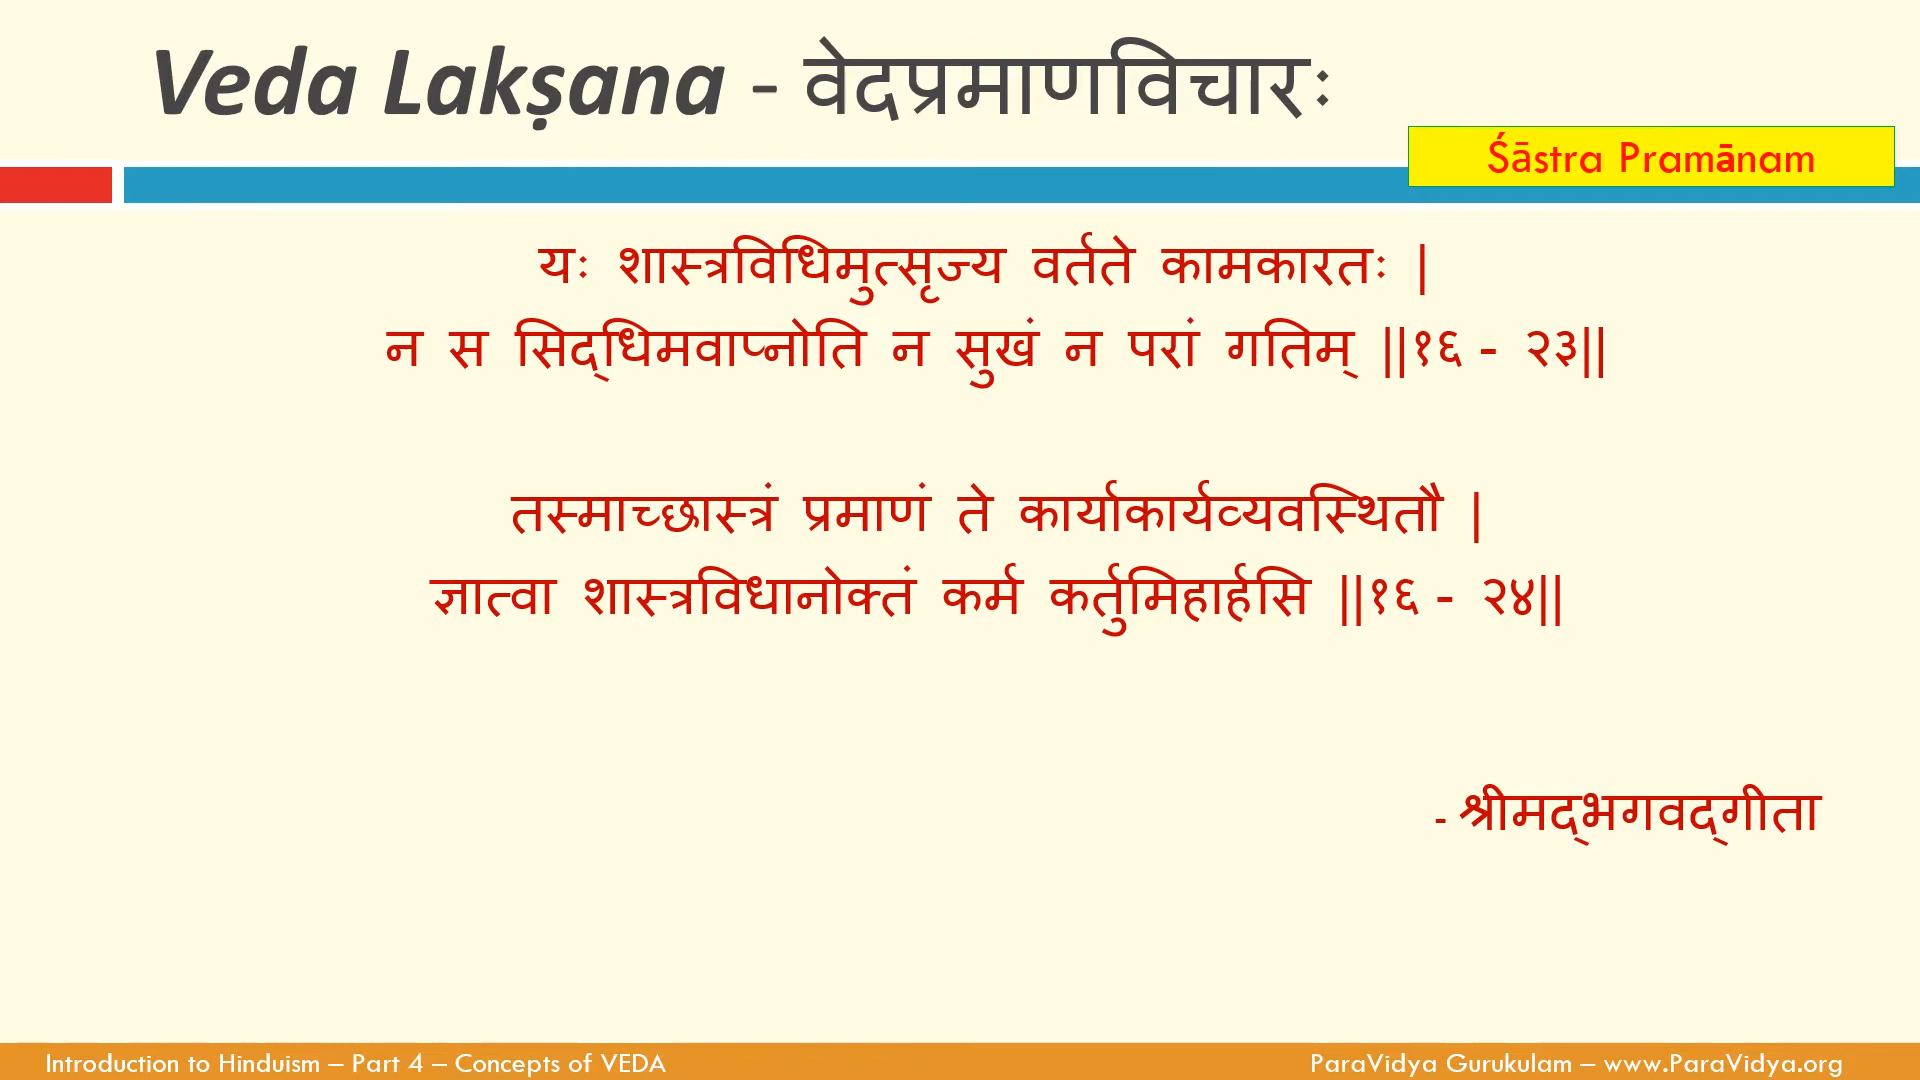 Veda Lakṣana - वेदप्रमाणविचारः
Śāstra Pramānam
यः शास्त्रविधिमुत्सृज्य वर्तते कामकारतः |
न स सिद्‌धिमवाप्नोति न सुखं न परां गतिम् ||१६ - २३||
तस्माच्छास्त्रं प्रमाणं ते कार्याकार्यव्यवस्थितौ |
ज्ञात्वा शास्त्रविधानोक्तं कर्म कर्तुमिहार्हसि ||१६ - २४||
- श्रीमद्‌भगवद्‌गीता
Introduction to Hinduism – Part 4 – Concepts of VEDA
ParaVidya Gurukulam – www.ParaVidya.org